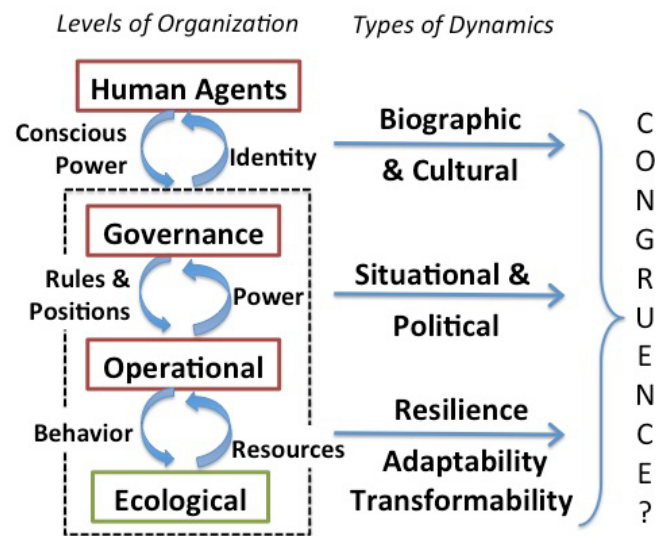 Levels of Organization
Types of Dynamics
Human Agents
Conscious
Power
Identity
Biographic
& Cultural
Governance
Rules &
Positions
Power
Situational &
Political
Operational
Behavior
Resources
Resilience
Adaptability
Transformability
Ecological
C
O
N
G
R
U
E
N
C
E
?